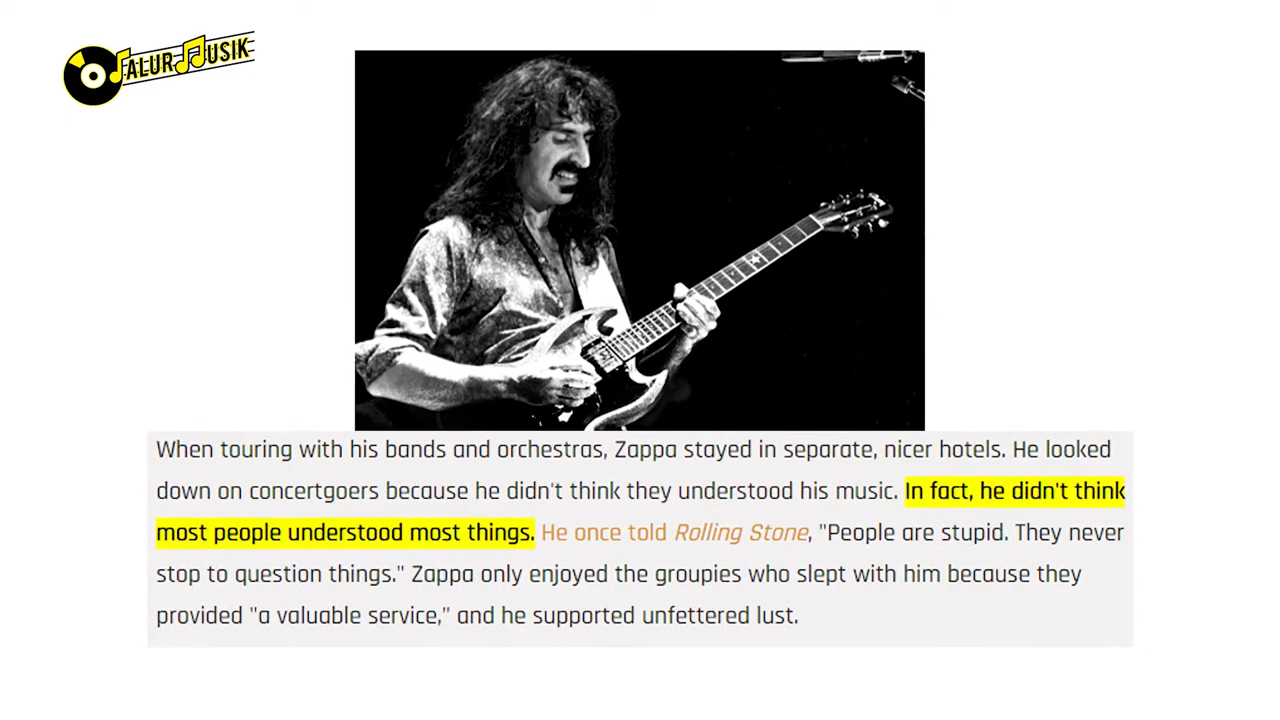 JALUR MUSIK
When touring with his bands and orchestras, Zappa stayed in separate, nicer hotels. He looked
down on concertgoers because he didn't think they understood his music. In fact, he didn't think
most people understood most things. He once told Rolling Stone, "People are stupid. They never
stop to question things." Zappa only enjoyed the groupies who slept with him because they
provided "a valuable service," and he supported unfettered lust.